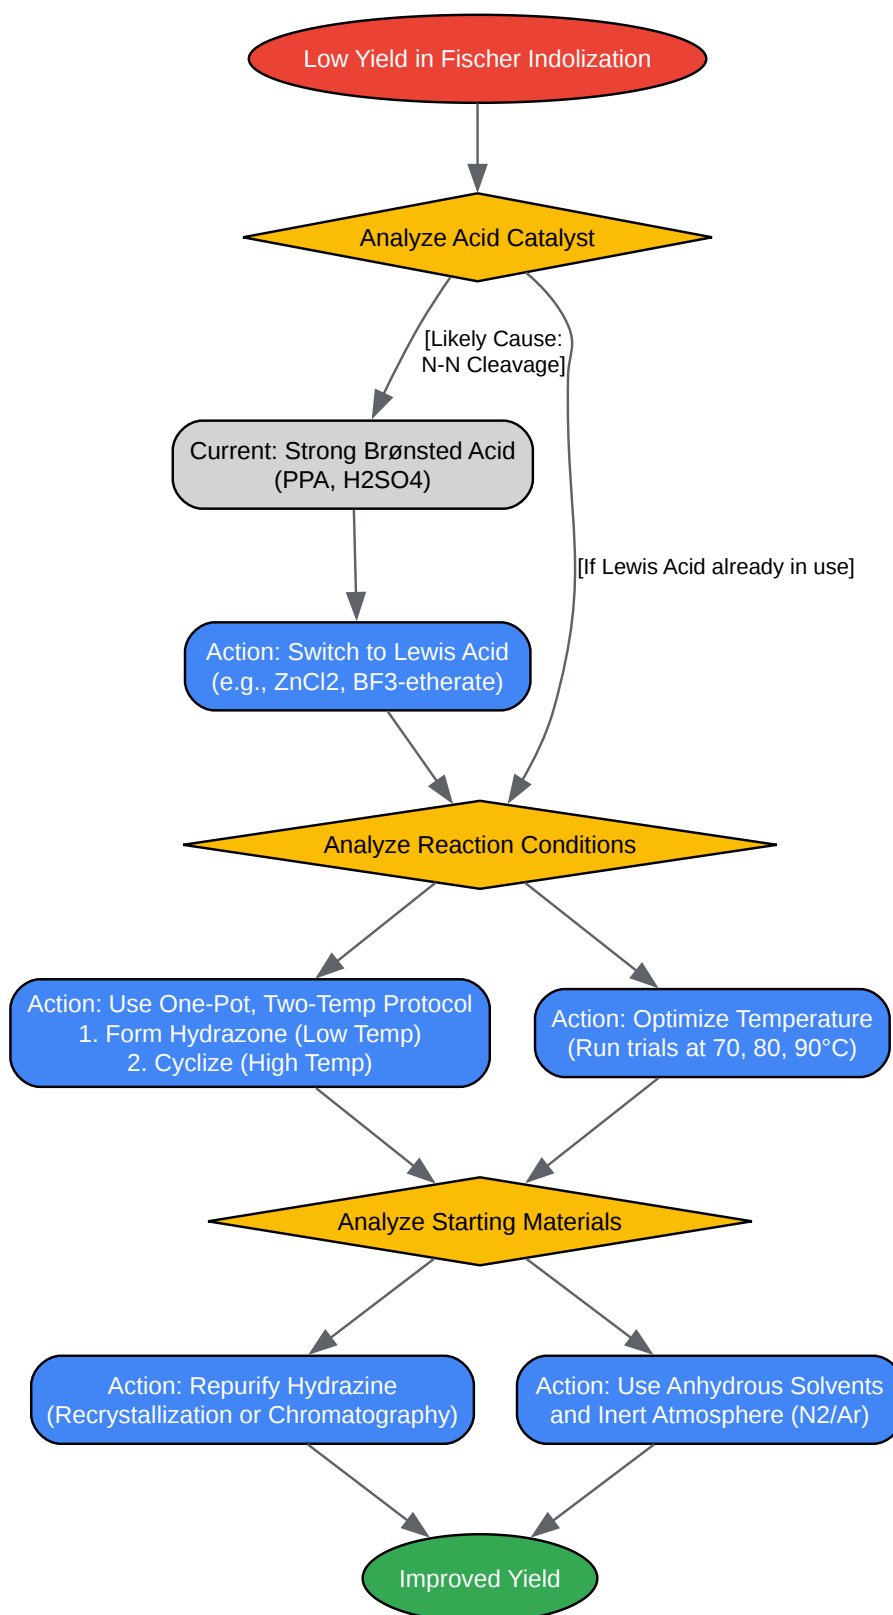 Low Yield in Fischer Indolization
Analyze Acid Catalyst
[Likely Cause:
N-N Cleavage]
Current: Strong Brønsted Acid
(PPA, H2SO4)
[If Lewis Acid already in use]
Action: Switch to Lewis Acid
(e.g., ZnCl2, BF3-etherate)
Analyze Reaction Conditions
Action: Use One-Pot, Two-Temp Protocol
1. Form Hydrazone (Low Temp)
2. Cyclize (High Temp)
Action: Optimize Temperature
(Run trials at 70, 80, 90°C)
Analyze Starting Materials
Action: Repurify Hydrazine
(Recrystallization or Chromatography)
Action: Use Anhydrous Solvents
and Inert Atmosphere (N2/Ar)
Improved Yield